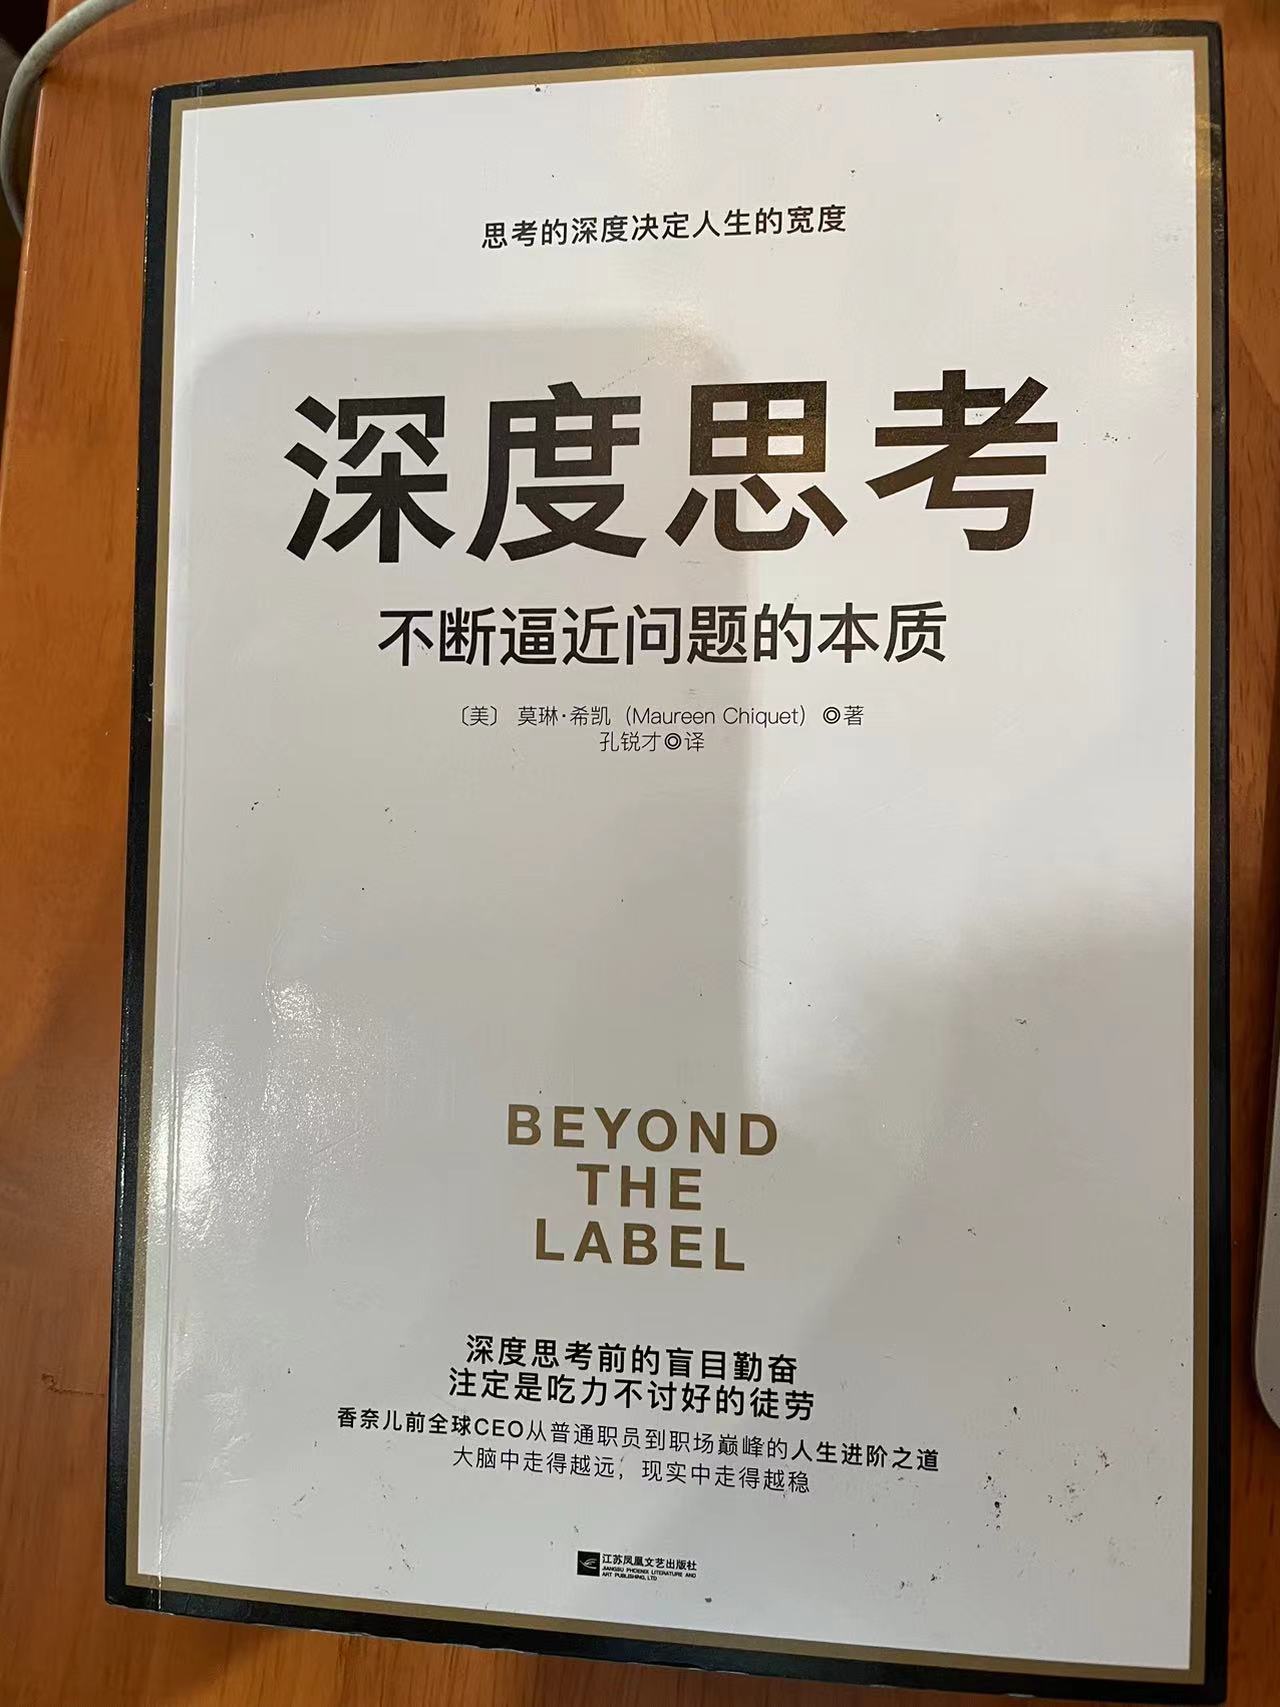 思考的深度决定人生的宽度
深度思考
不断逼近问题的本质
〔美〕 莫琳·希凯（Maureen Chiquet） ◎著
孔锐才◎译
BEYOND
THE
LABEL
深度思考前的盲目勤奋
注定是吃力不讨好的徒劳
香奈儿前全球CEO从普通职员到职场巅峰的人生进阶之道
大脑中走得越远，现实中走得越稳
江苏凤凰文艺出版社
JIANGSU PHOENIX LITERATURE AND
ART PUBLISHING, LTD